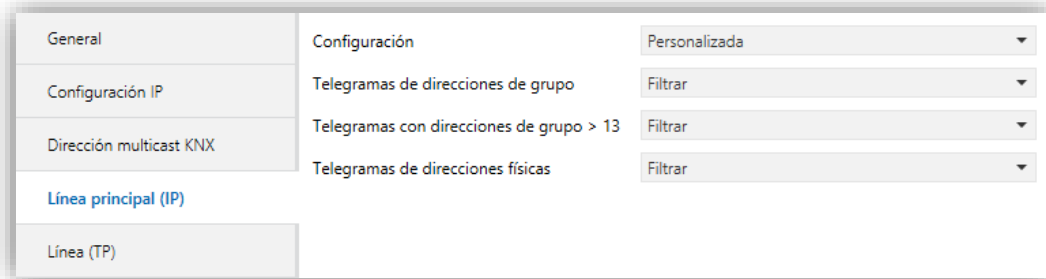 General
Configuración IP
Dirección multicast KNX
Línea principal (IP)
Línea (TP)
Configuración Personalizada
Telegramas de direcciones de grupo Filtrar
Telegramas con direcciones de grupo > 13 Filtrar
Telegramas de direcciones físicas Filtrar